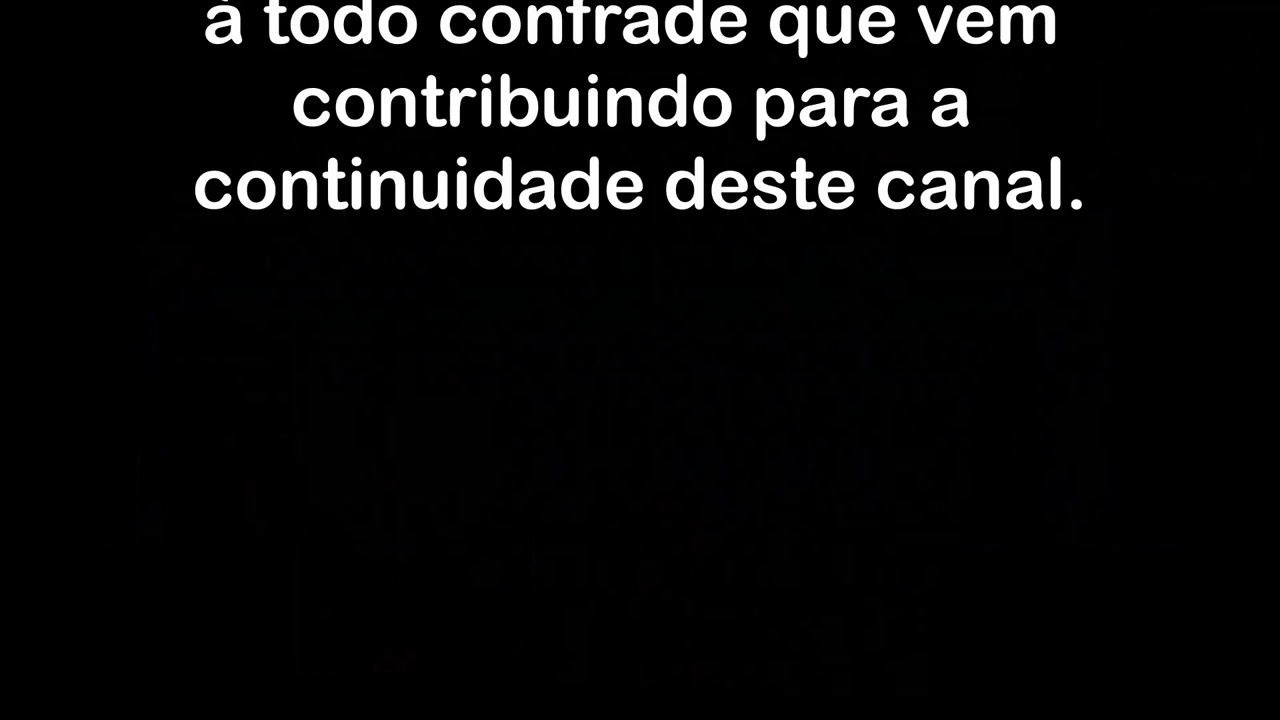 à todo confrade que vem
contribuindo para a
continuidade deste canal.